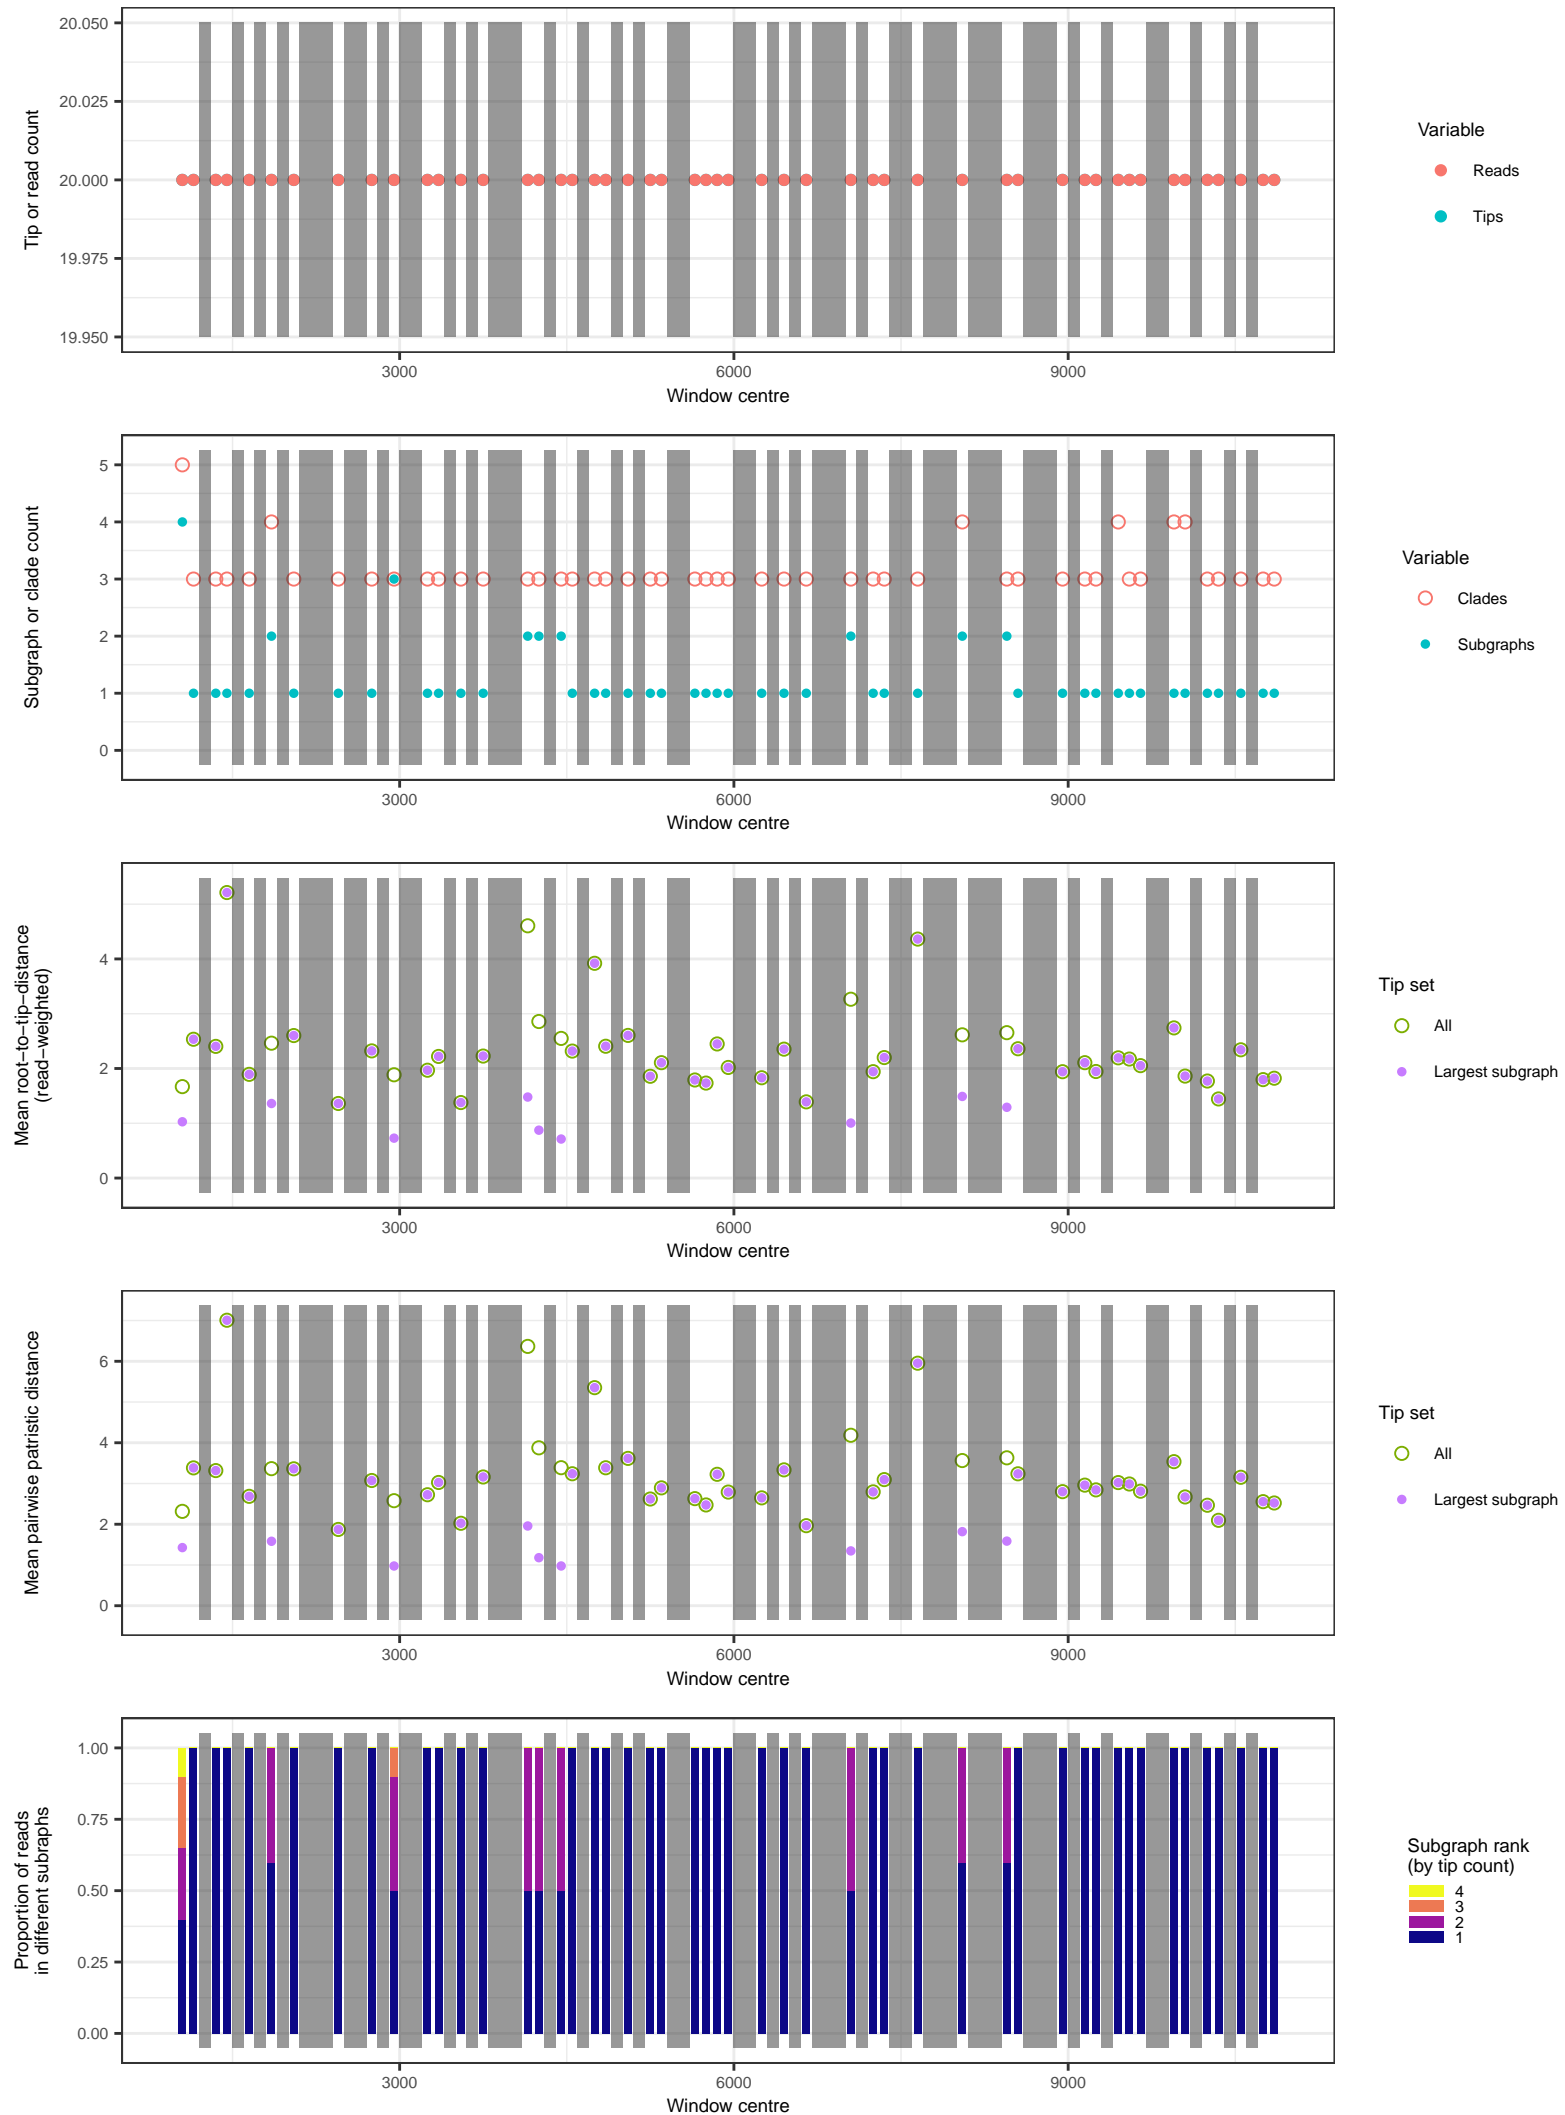 20.050
20.025
20.000
19.975
19.950
Tip or read count
3000
6000
9000
Window centre
Variable
Reads
Tips
5
4
3
2
1
0
Subgraph or clade count
3000
6000
9000
Window centre
Variable
Clades
Subgraphs
4
2
0
Mean root−to−tip−distance
(read−weighted)
3000
6000
9000
Window centre
Tip set
All
Largest subgraph
6
4
2
0
Mean pairwise patristic distance
3000
6000
9000
Window centre
Tip set
All
Largest subgraph
1.00
0.75
0.50
0.25
0.00
Proportion of reads
in different subraphs
3000
6000
9000
Window centre
Subgraph rank
(by tip count)
4
3
2
1